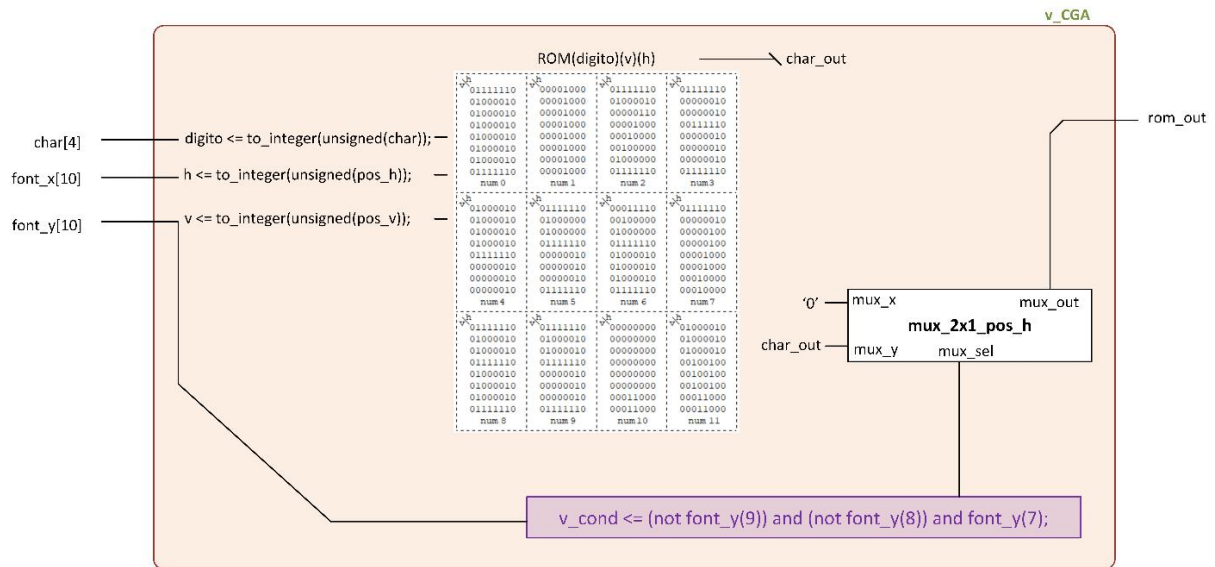 v_CGA
ROM(digito)(v)(h)
char_out
01111110 00001000 01111110 01111110
01000010 00001000 01000010 00000010
01000010 00001000 00000110 00000010
01000010 00001000 00001000 00111110
01000010 00001000 00010000 00000010
01000010 00001000 00100000 00000010
01000010 00001000 01000000 00000010
01111110 00001000 01111110 01111110
num 0 num 1 num 2 num 3
01000010 01111110 00011110 01111110
01000010 01000000 00100000 00000010
01000010 01000000 01000000 00000100
01000010 01111110 01111110 00000100
01111110 00000010 01000010 00001000
00000010 00000010 01000010 00001000
00000010 00000010 01000010 00010000
00000010 01111110 01111110 00010000
num 4 num 5 num 6 num 7
01111110 01111110 00000000 01000010
01000010 01000010 00000000 01000010
01000010 01000010 00000000 01000010
01111110 01111110 00000000 00100100
01000010 00000010 00000000 00100100
01000010 00000010 00000000 00100100
01000010 00000010 00011000 00011000
01111110 01111110 00011000 00011000
num 8 num 9 num 10 num 11
char[4]
digito <= to_integer(unsigned(char));
font_x[10]
h <= to_integer(unsigned(pos_h));
font_y[10]
v <= to_integer(unsigned(pos_v));
rom_out
'0'
mux_x
mux_out
mux_2x1_pos_h
char_out
mux_y
mux_sel
v_cond <= (not font_y(9)) and (not font_y(8)) and font_y(7);